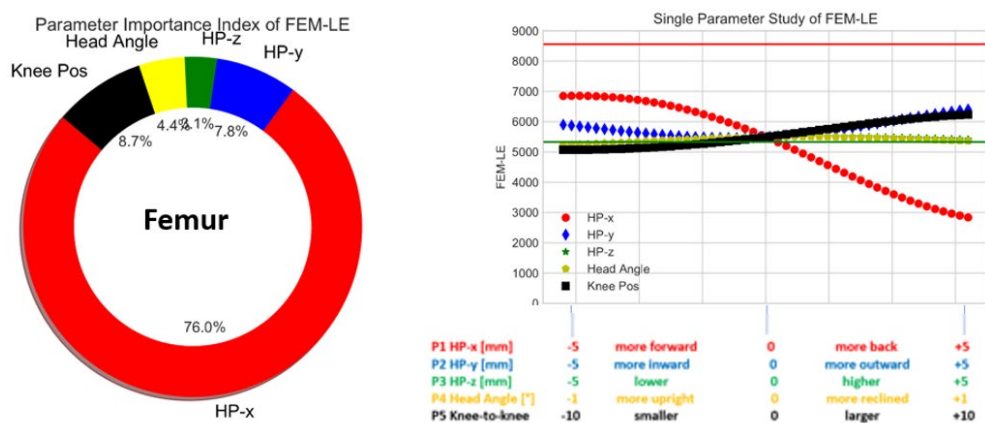 Parameter Importance Index of FEM-LE
Head Angle
HP-z
HP-y
Knee Pos
8.7%
4.4%
3.1%
7.8%
Femur
76.0%
HP-x
Single Parameter Study of FEM-LE
9000
8000
7000
6000
5000
4000
3000
2000
1000
0
FEM-LE
HP-x
HP-y
HP-z
Head Angle
Knee Pos
P1 HP-x [mm] -5 more forward 0 more back +5
P2 HP-y [mm] -5 more inward 0 more outward +5
P3 HP-z [mm] -5 lower 0 higher +5
P4 Head Angle [°] -1 more upright 0 more reclined +1
P5 Knee-to-knee -10 smaller 0 larger +10